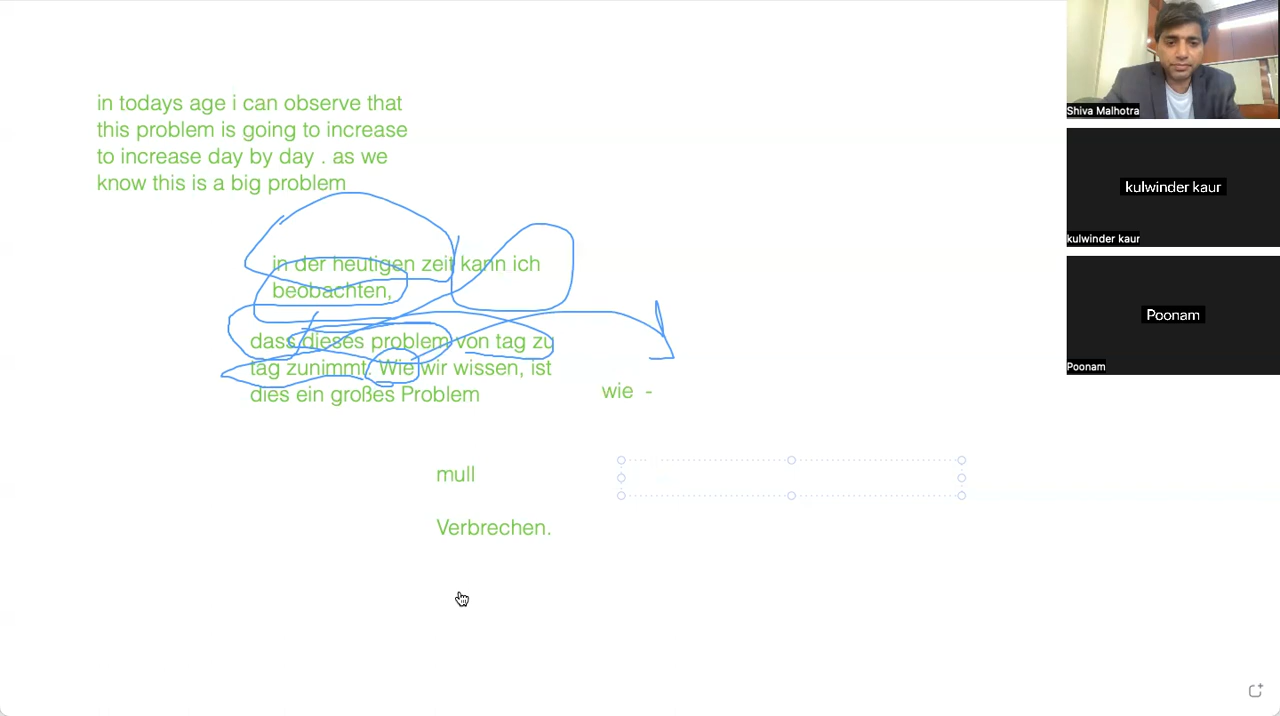 in todays age i can observe that
this problem is going to increase
to increase day by day . as we
know this is a big problem
in der heutigen zeit kann ich
beobachten,
dass dieses problem von tag zu
tag zunimmt. Wie wir wissen, ist
dies ein großes Problem
wie -
mull
Verbrechen.
Shiva Malhotra
kulwinder kaur
kulwinder kaur
Poonam
Poonam